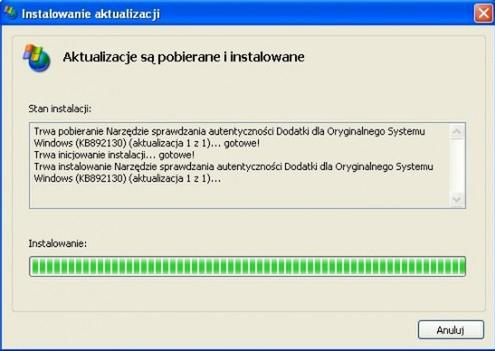 Instalowanie aktualizacji
Aktualizacje są pobierane i instalowane
Stan instalacji:
Trwa pobieranie Narzędzie sprawdzania autentyczności Dodatki dla Oryginalnego Systemu
Windows (KB892130) (aktualizacja 1 z 1)... gotowe!
Trwa inicjowanie instalacji... gotowe!
Trwa instalowanie Narzędzie sprawdzania autentyczności Dodatki dla Oryginalnego Systemu
Windows (KB892130) (aktualizacja 1 z 1)...
Instalowanie:
Anuluj